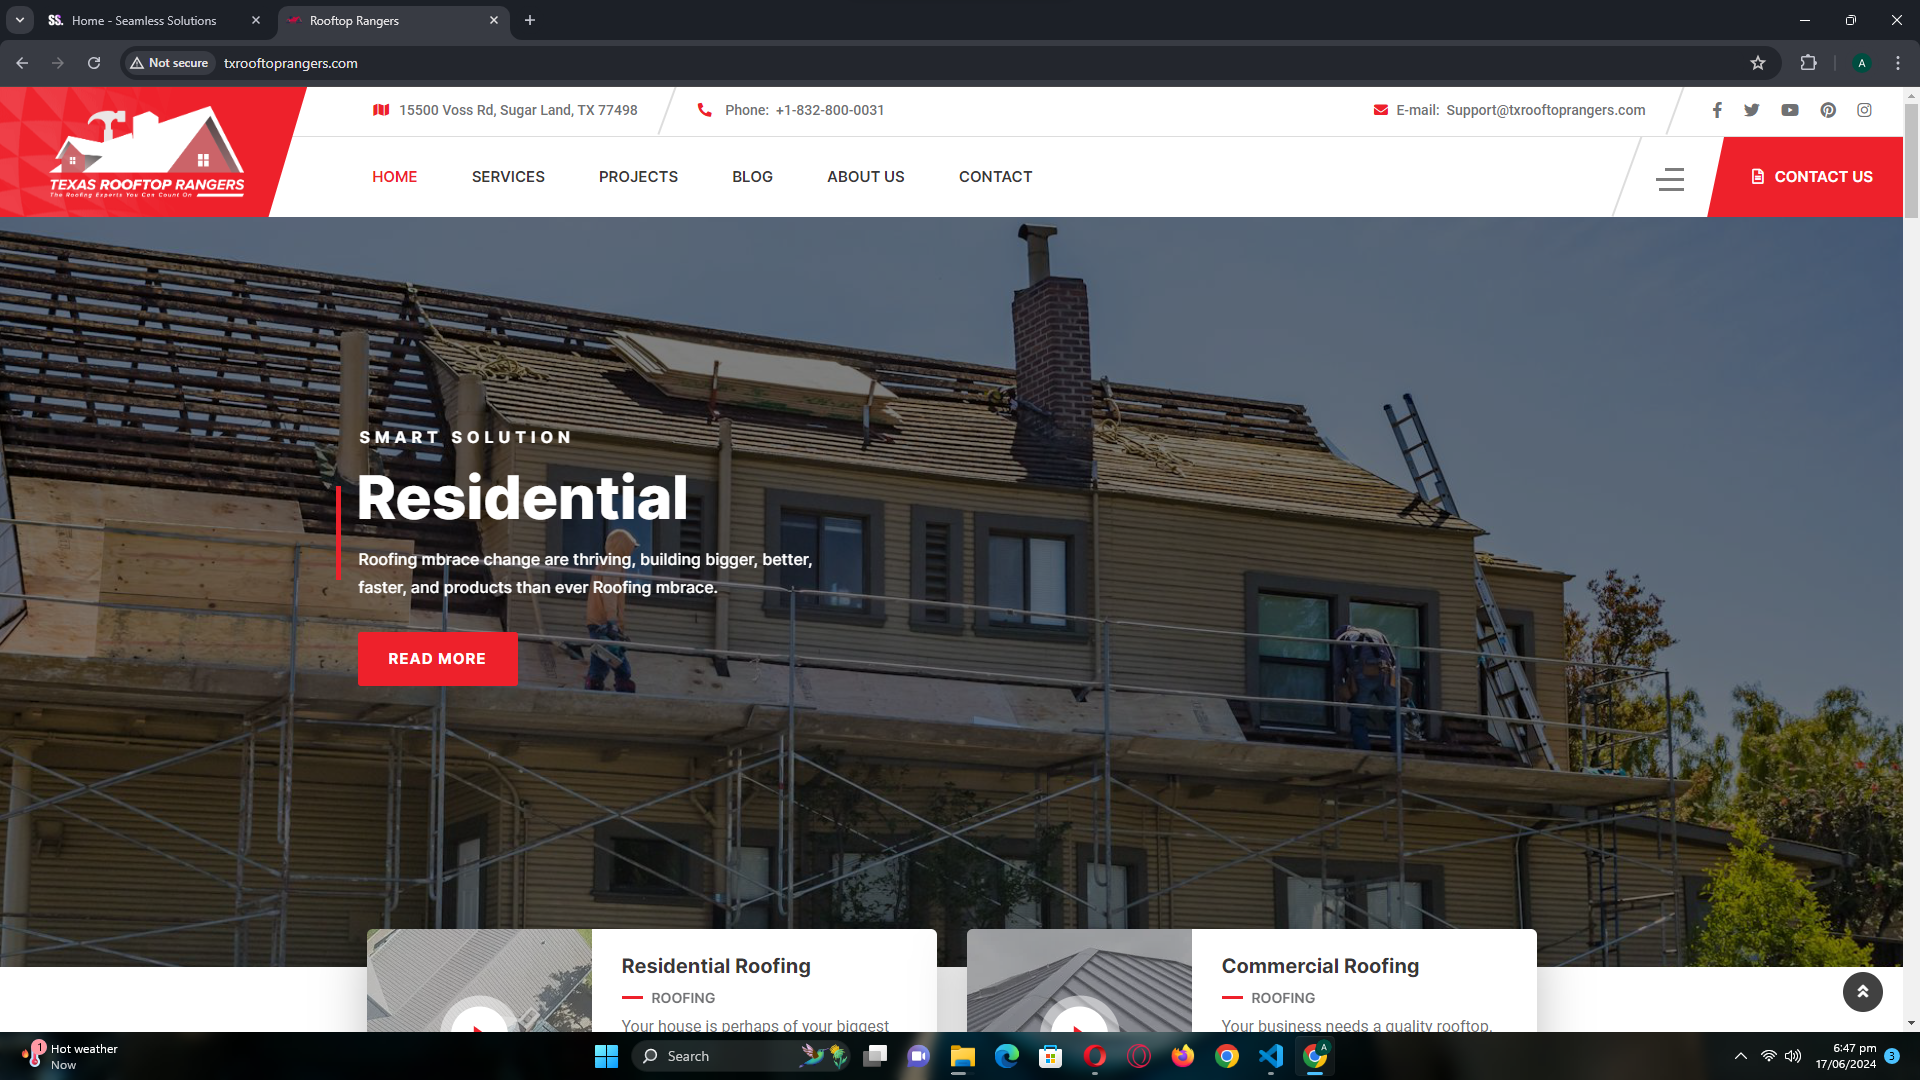 SS. Home - Seamless Solutions
Rooftop Rangers
Not secure
txrooftoprangers.com
A
15500 Voss Rd, Sugar Land, TX 77498
Phone: +1-832-800-0031
E-mail: Support@txrooftoprangers.com
TEXAS ROOFTOP RANGERS
The Roofing Experts You Can Count On
HOME
SERVICES
PROJECTS
BLOG
ABOUT US
CONTACT
CONTACT US
SMART SOLUTION
Residential
Roofing mbrace change are thriving, building bigger, better,
faster, and products than ever Roofing mbrace.
READ MORE
Residential Roofing
ROOFING
Your house is perhaps of your biggest
Commercial Roofing
ROOFING
Your business needs a quality rooftop.
1
Hot weather
Now
Search
A
6:47 pm
17/06/2024
3